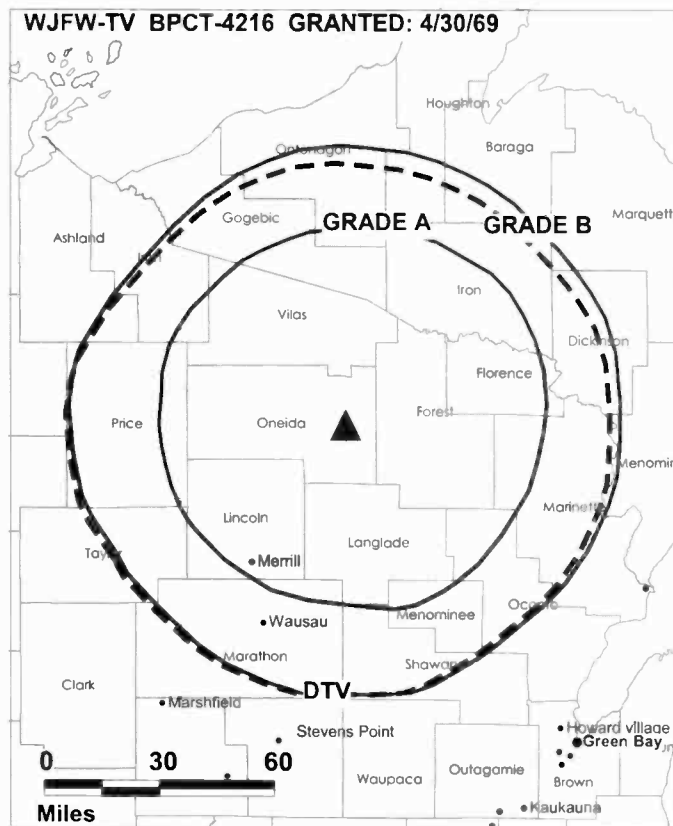 WJFW-TV BPCT-4216 GRANTED: 4/30/69
Houghton
Ontonagon
Baraga
Gogebic
GRADE A
GRADE B
Marquett
Ashland
Iron
Iron
Vilas
Dickinson
Florence
Price
Oneida
Forest
Menomin
Lincoln
Marinette
Langlade
Taylor
Merrill
Menominee
Oconto
Wausau
Marathon
Shawano
Clark
DTV
Marshfield
Stevens Point
Howard village
Green Bay
0 30 60
Waupaca
Outagamie
Brown
Miles
Kaukauna